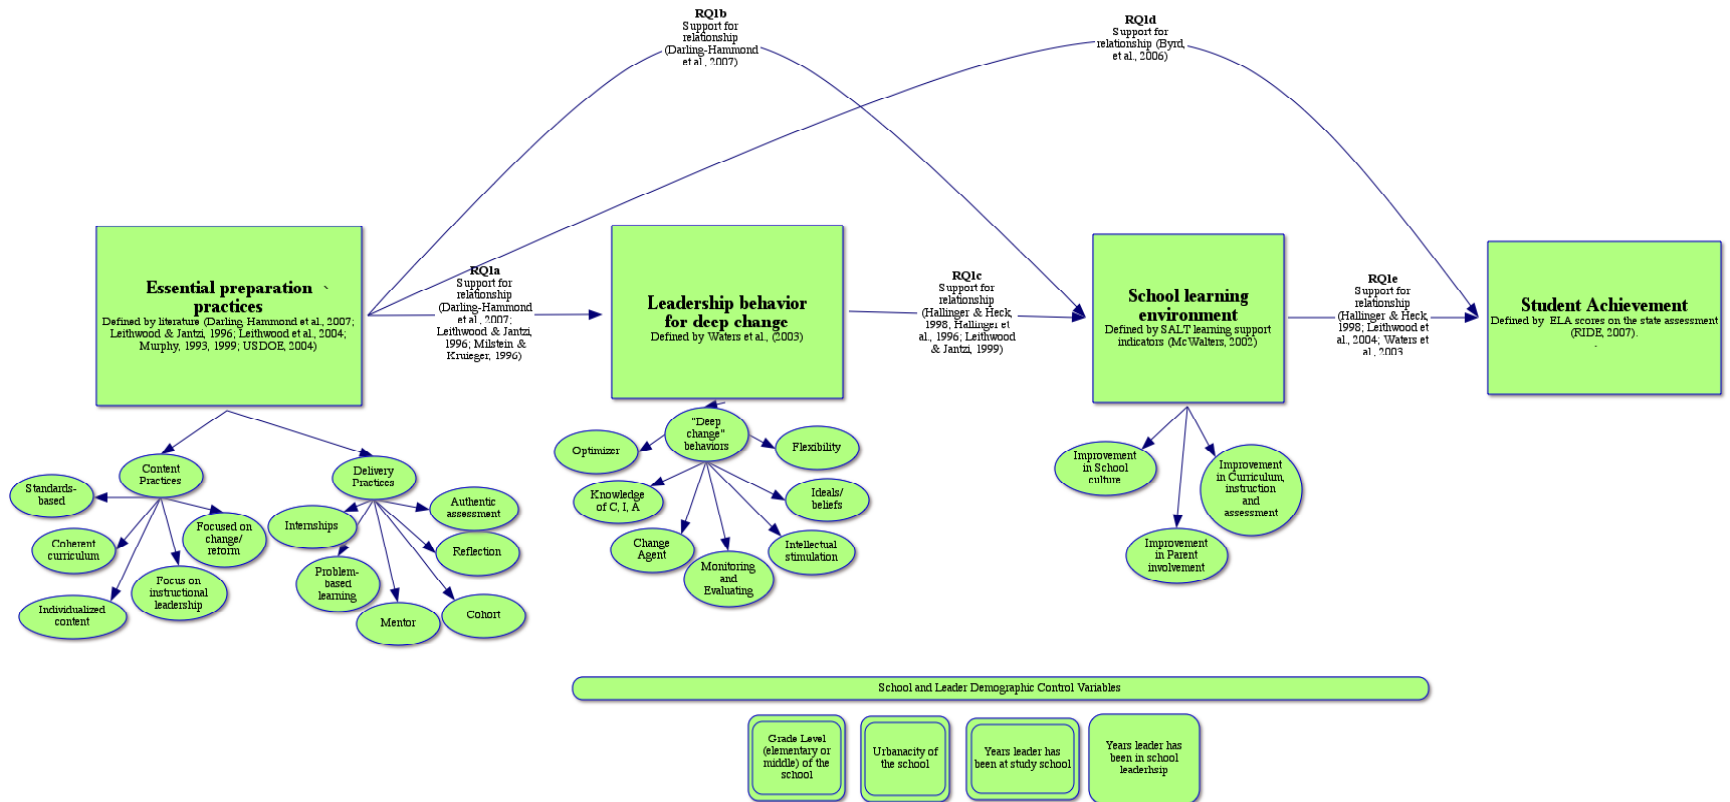 RQ1b
Support for
relationship
(Darling-Hammond
et al., 2007)
RQ1d
Support for
relationship (Byrd,
et al., 2006)
Essential preparation `
practices
Defined by literature (Darling-Hammond et al., 2007;
Leithwood & Jantzi, 1996; Leithwood et al., 2004;
Murphy, 1993, 1999; USDOE, 2004)
RQ1a
Support for
relationship
(Darling-Hammond
et al., 2007;
Leithwood & Jantzi,
1996; Milstein &
Krueger, 1996)
Leadership behavior
for deep change
Defined by Waters et al., (2003)
RQ1c
Support for
relationship
(Hallinger & Heck,
1998, Hallinger et
al., 1996; Leithwood
& Jantzi, 1999)
School learning
environment
Defined by SALT learning support
indicators (McWalters, 2002)
RQ1e
Support for
relationship
(Hallinger & Heck,
1998; Leithwood et
al., 2004; Waters et
al., 2003
Student Achievement
Defined by ELA scores on the state assessment
(RIDE, 2007).
.
Content
Practices
Standards-
based
Coherent
curriculum
Individualized
content
Focus on
instructional
leadership
Focused on
change/
reform
Delivery
Practices
Internships
Problem-
based
learning
Mentor
Cohort
Reflection
Authentic
assessment
"Deep
change"
behaviors
Optimizer
Knowledge
of C, I, A
Change
Agent
Monitoring
and
Evaluating
Intellectual
stimulation
Ideals/
beliefs
Flexibility
Improvement
in School
culture
Improvement
in Parent
involvement
Improvement
in Curriculum,
instruction
and
assessment
School and Leader Demographic Control Variables
Grade Level
(elementary or
middle) of the
school
Urbanacity of
the school
Years leader has
been at study school
Years leader has
been in school
leaderhsip